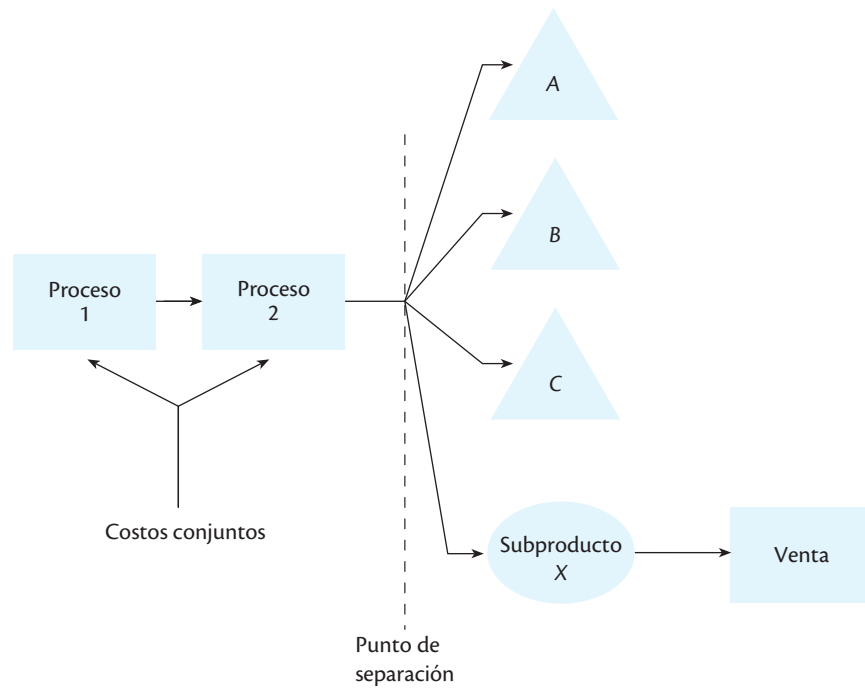 A
B
Proceso
1
Proceso
2
C
Costos conjuntos
Subproducto
X
Venta
Punto de
separación